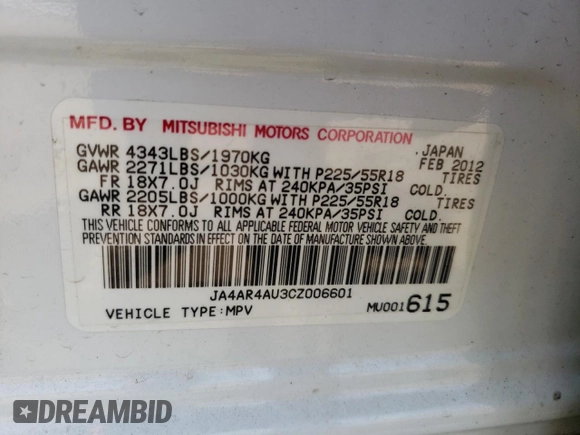 MFD. BY MITSUBISHI MOTORS CORPORATION
GVWR 4343LBS/1970KG , JAPAN
FEB 2012
GAWR 2271LBS/1030KG WITH P225/55R18 TIRES
FR 18X7.0J RIMS AT 240KPA/35PSI COLD.
GAWR 2205LBS/1000KG WITH P225/55R18 TIRES
RR 18X7.0J RIMS AT 240KPA/35PSI COLD.
THIS VEHICLE CONFORMS TO ALL APPLICABLE FEDERAL MOTOR VEHICLE SAFETY, BUMPER, AND THEFT
PREVENTION STANDARDS IN EFFECT ON THE DATE OF MANUFACTURE SHOWN ABOVE.
JA4AR4AU3CZ006601
VEHICLE TYPE:MPV MU001615
DREAMBID